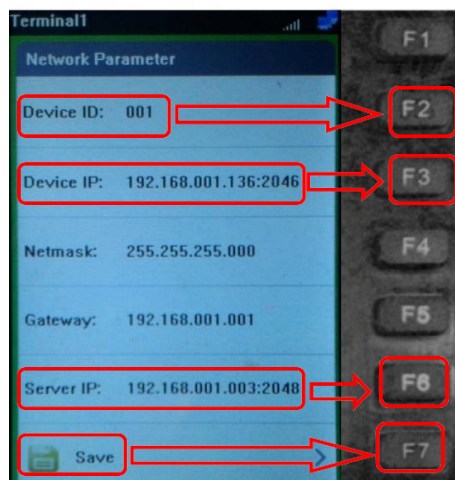 Terminal1
Network Parameter
F1
Device ID: 001
F2
Device IP: 192.168.001.136:2046
F3
Netmask: 255.255.255.000
F4
Gateway: 192.168.001.001
F5
Server IP: 192.168.001.003:2048
F6
Save
F7